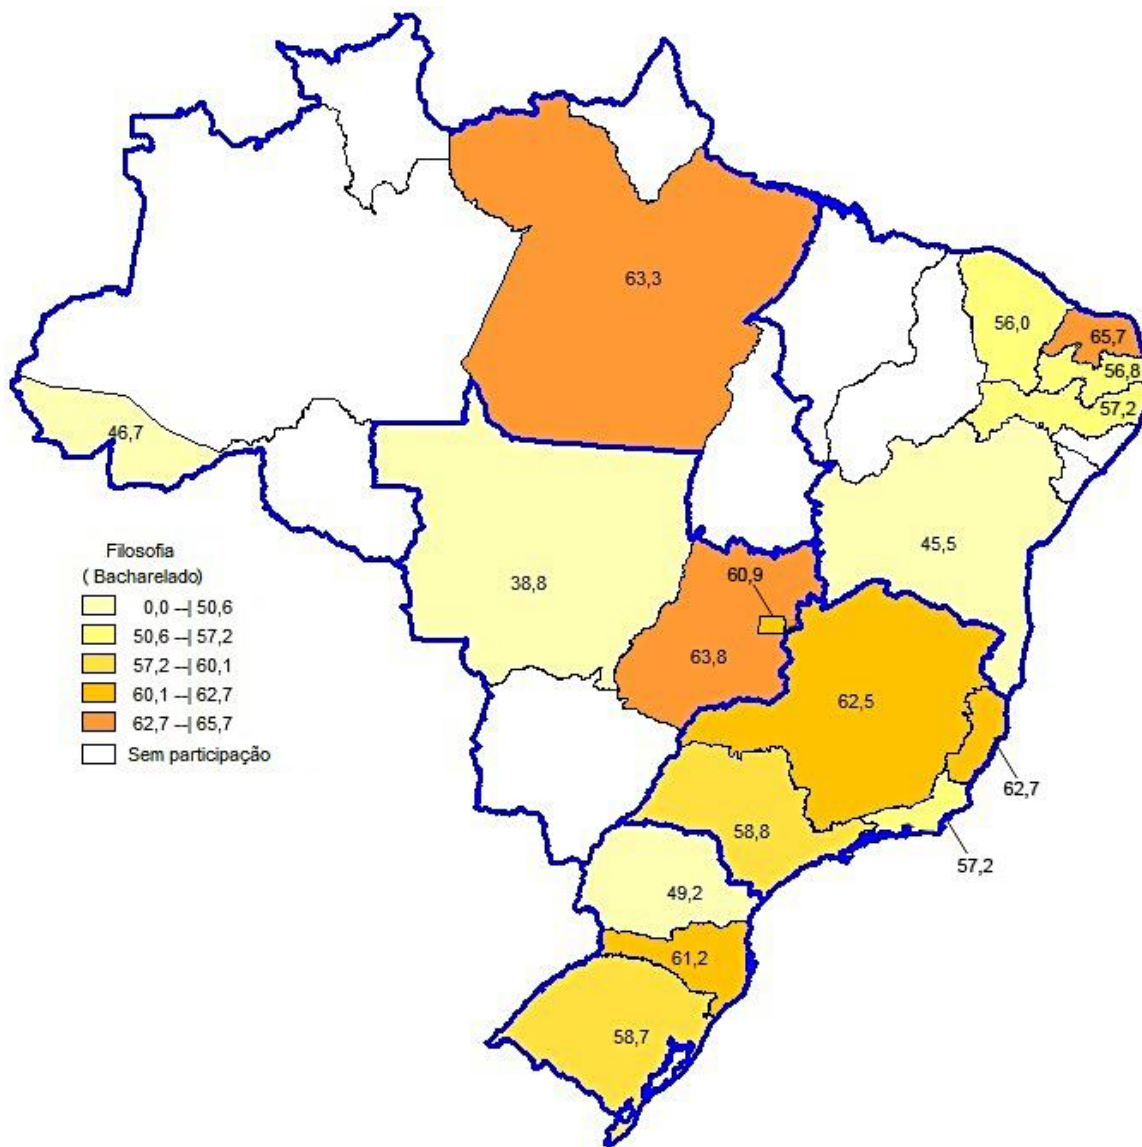 63,3
56,0
65,7
56,8
57,2
46,7
45,5
Filosofia
( Bacharelado)
0,0 --| 50,6
50,6 --| 57,2
57,2 --| 60,1
60,1 --| 62,7
62,7 --| 65,7
Sem participação
38,8
60,9
63,8
62,5
62,7
58,8
57,2
49,2
61,2
58,7